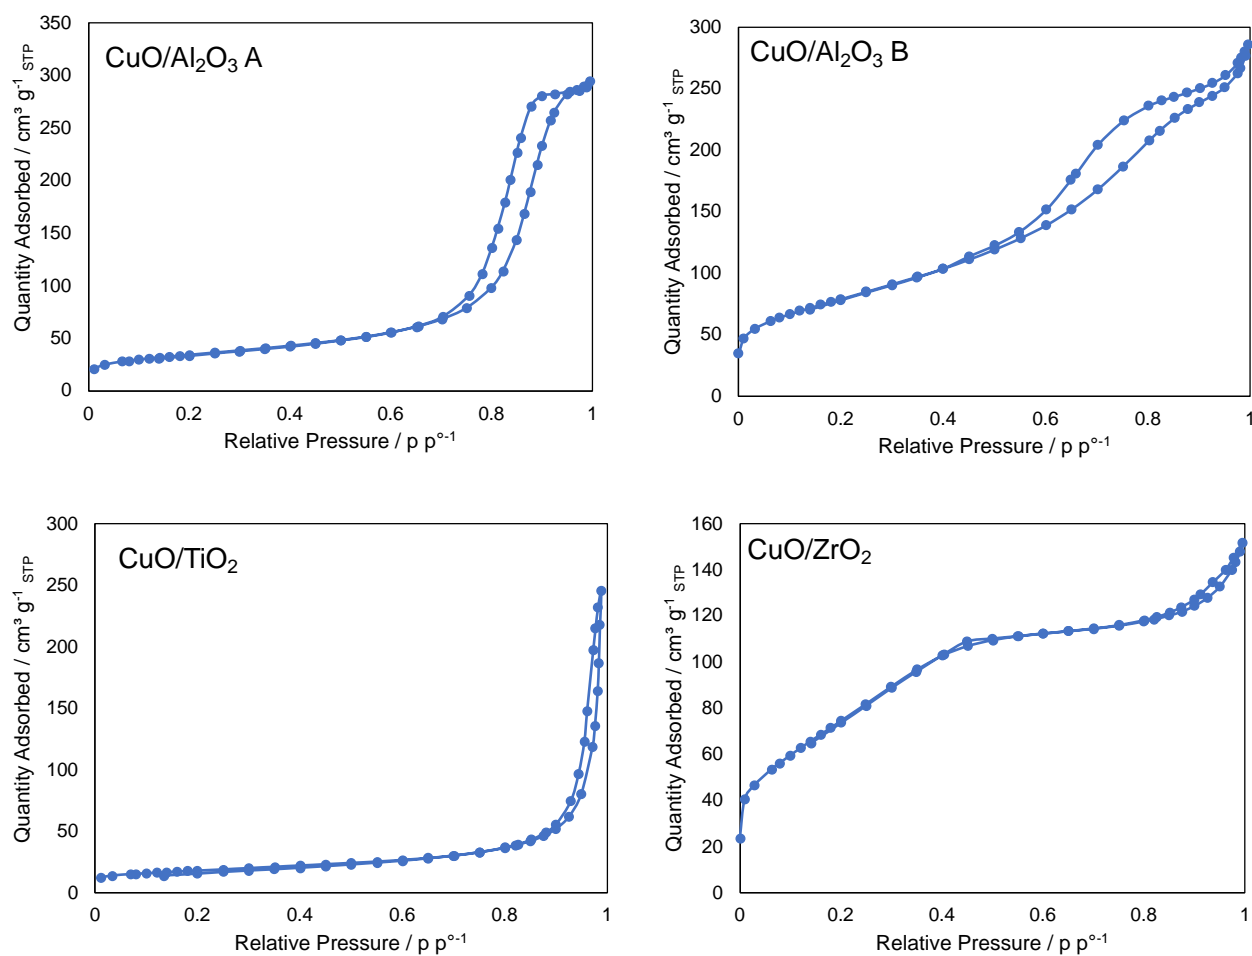 CuO/Al₂O₃ A
Quantity Adsorbed / cm³ g⁻¹ STP
350
300
250
200
150
100
50
0
0 0.2 0.4 0.6 0.8 1
Relative Pressure / p p°⁻¹
CuO/Al₂O₃ B
Quantity Adsorbed / cm³ g⁻¹ STP
300
250
200
150
100
50
0
0 0.2 0.4 0.6 0.8 1
Relative Pressure / p p°⁻¹
CuO/TiO₂
Quantity Adsorbed / cm³ g⁻¹ STP
300
250
200
150
100
50
0
0 0.2 0.4 0.6 0.8 1
Relative Pressure / p p°⁻¹
CuO/ZrO₂
Quantity Adsorbed / cm³ g⁻¹ STP
160
140
120
100
80
60
40
20
0
0 0.2 0.4 0.6 0.8 1
Relative Pressure / p p°⁻¹